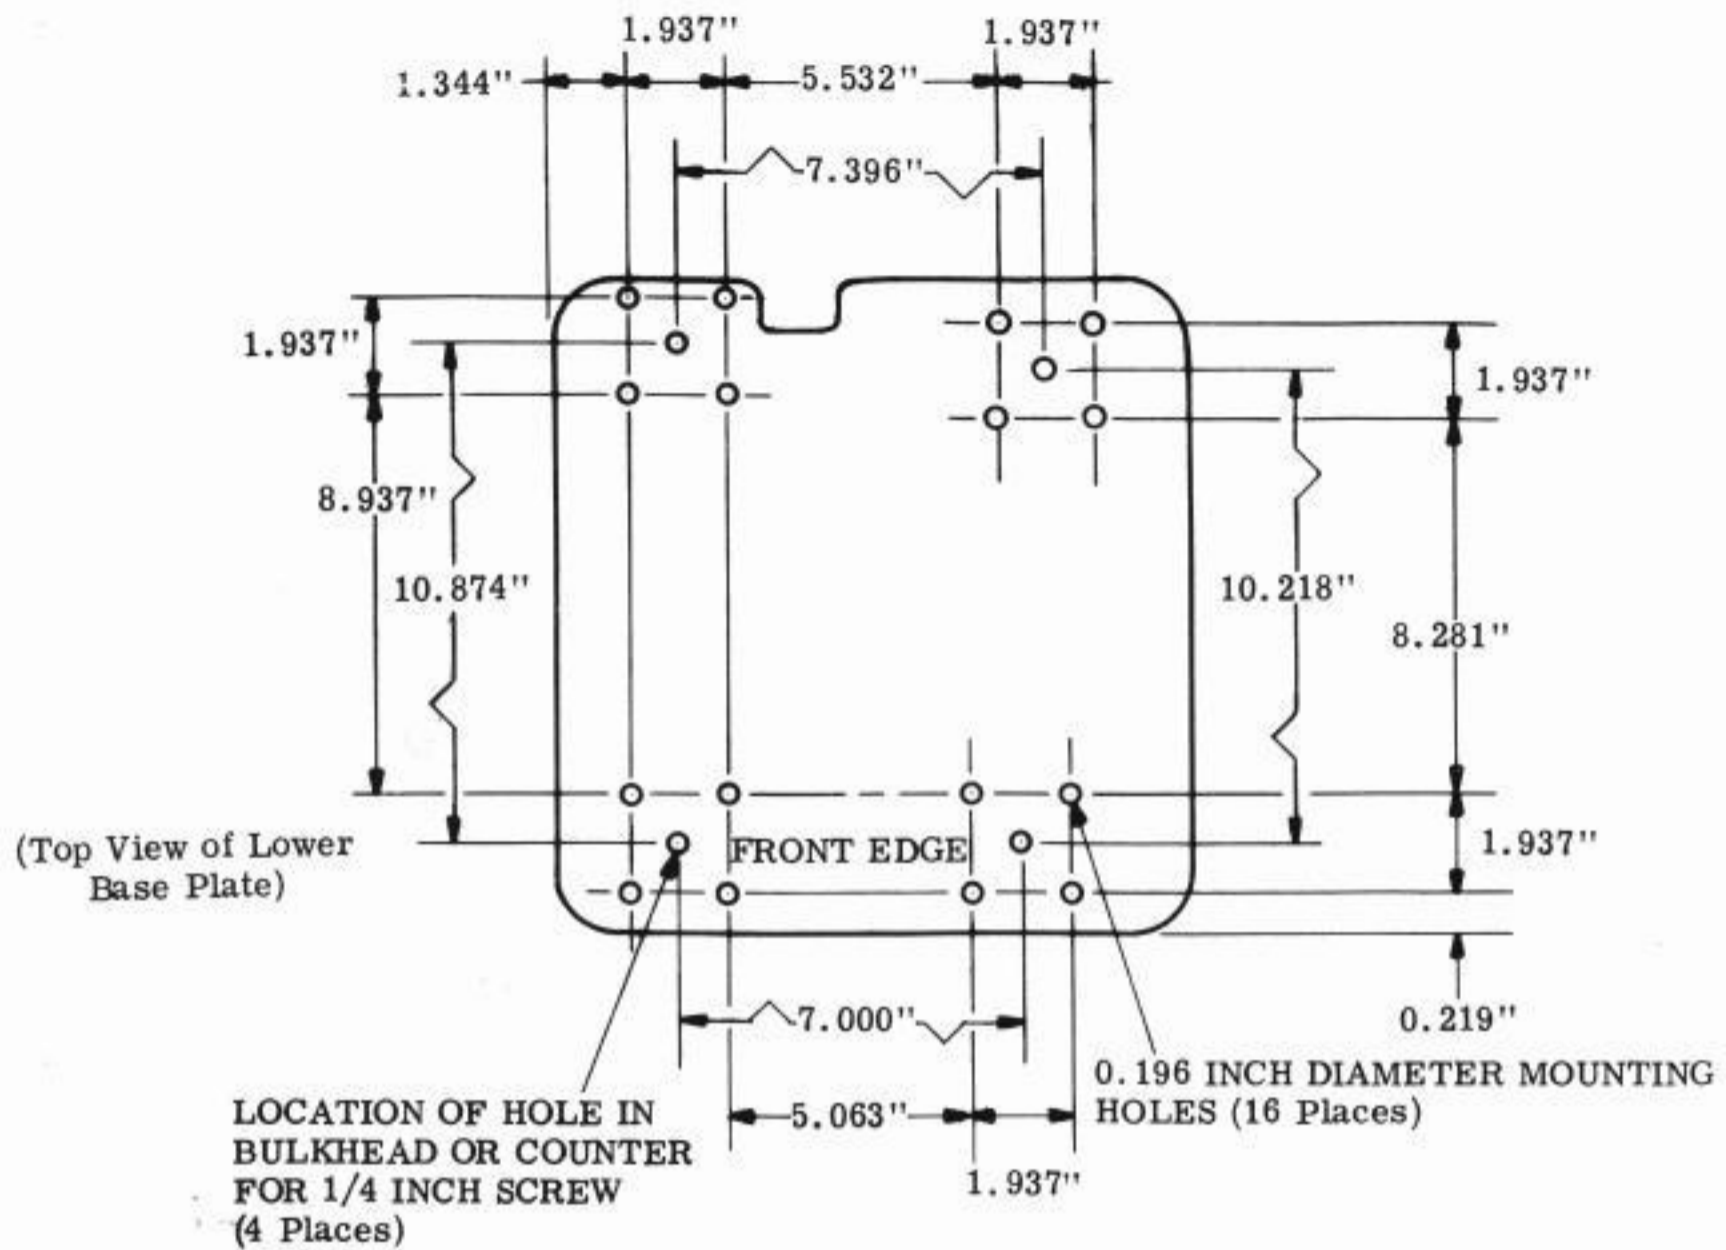 1.937"
1.937"
1.344"
5.532"
7.396"
1.937"
1.937"
8.937"
10.874"
10.218"
8.281"
(Top View of Lower
Base Plate)
FRONT EDGE
1.937"
7.000"
0.219"
0.196 INCH DIAMETER MOUNTING
HOLES (16 Places)
5.063"
1.937"
LOCATION OF HOLE IN
BULKHEAD OR COUNTER
FOR 1/4 INCH SCREW
(4 Places)